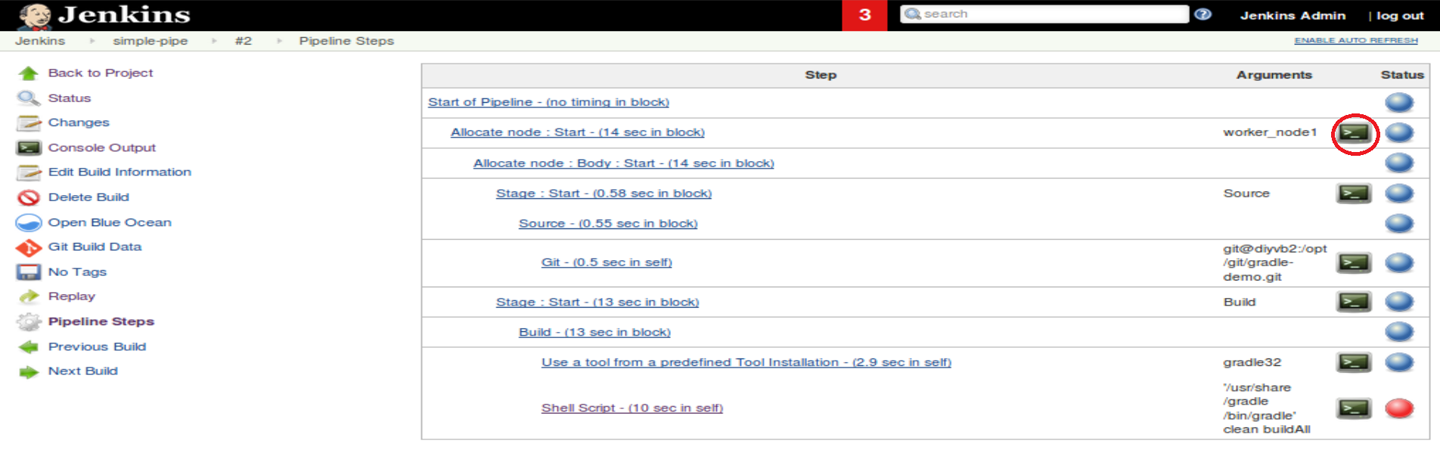 Jenkins
3
search
Jenkins Admin | log out
Jenkins simple-pipe #2 Pipeline Steps
ENABLE AUTO REFRESH
Back to Project
Status
Changes
Console Output
Edit Build Information
Delete Build
Open Blue Ocean
Git Build Data
No Tags
Replay
Pipeline Steps
Previous Build
Next Build
Step Arguments Status
Start of Pipeline - (no timing in block)
Allocate node : Start - (14 sec in block) worker_node1
Allocate node : Body : Start - (14 sec in block)
Stage : Start - (0.58 sec in block) Source
Source - (0.55 sec in block)
Git - (0.5 sec in self)
git@diyvb2:/opt
/git/gradle-
demo.git
Stage : Start - (13 sec in block) Build
Build - (13 sec in block)
Use a tool from a predefined Tool Installation - (2.9 sec in self) gradle32
Shell Script - (10 sec in self)
'/usr/share
/gradle
/bin/gradle'
clean buildAll